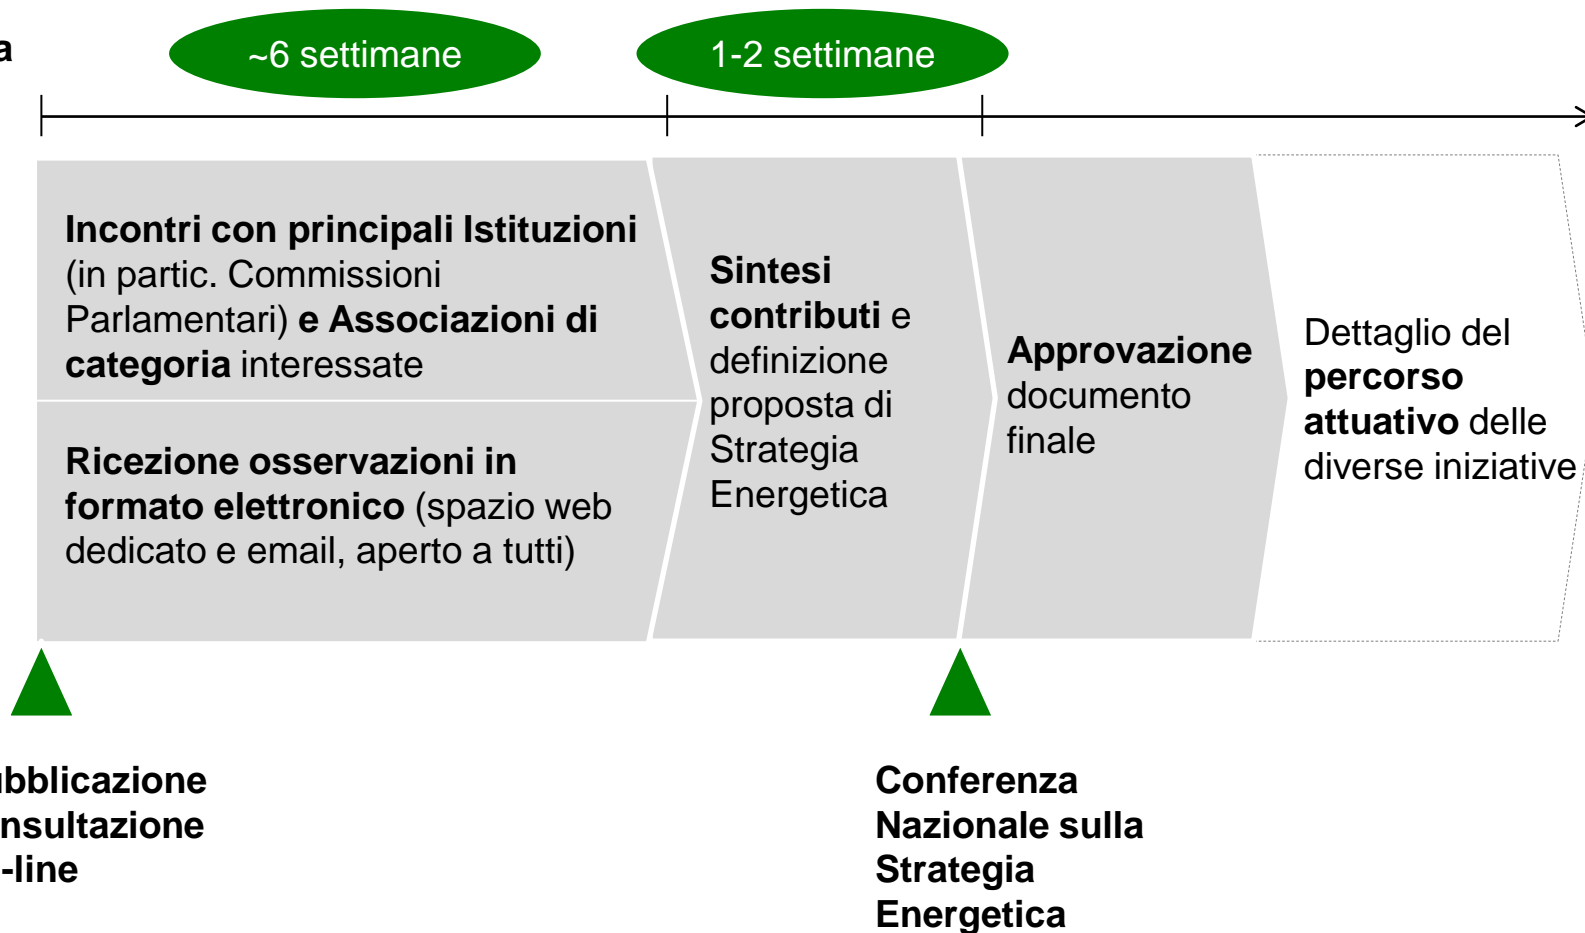 ~6 settimane
1-2 settimane
Incontri con principali Istituzioni
(in partic. Commissioni
Parlamentari) e Associazioni di
categoria interessate
Ricezione osservazioni in
formato elettronico (spazio web
dedicato e email, aperto a tutti)
Sintesi
contributi e
definizione
proposta di
Strategia
Energetica
Approvazione
documento
finale
Dettaglio del
percorso
attuativo delle
diverse iniziative
-line
Conferenza
Nazionale sulla
Strategia
Energetica